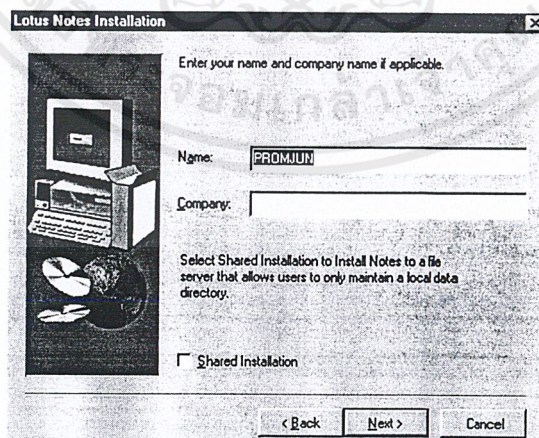 Lotus Notes Installation
Enter your name and company name if applicable.
Name: PROMJUN
Company:
Select Shared Installation to Install Notes to a file
server that allows users to only maintain a local data
directory.
Shared Installation
< Back
Next >
Cancel